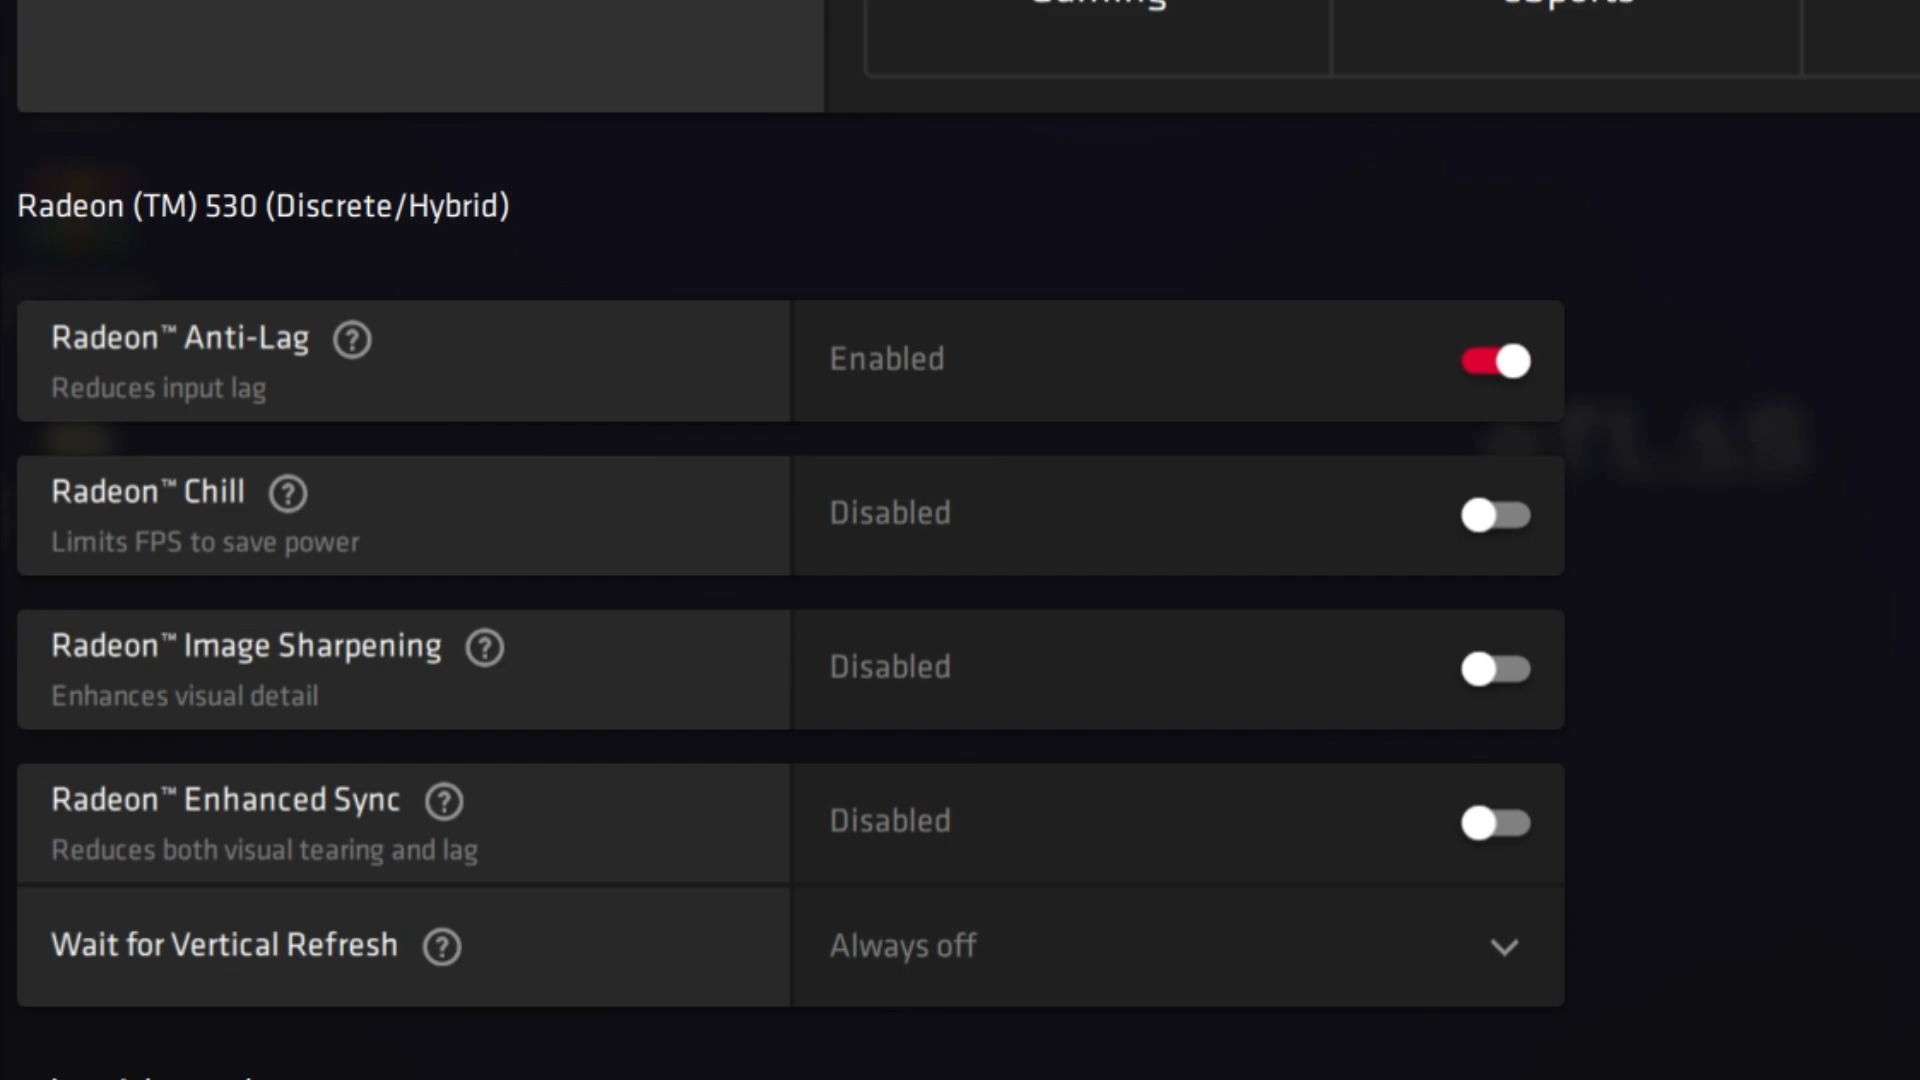 Gaming
eSports
Radeon (TM) 530 (Discrete/Hybrid)
Radeon™ Anti-Lag
Reduces input lag
Enabled
Radeon™ Chill
Limits FPS to save power
Disabled
Radeon™ Image Sharpening
Enhances visual detail
Disabled
Radeon™ Enhanced Sync
Reduces both visual tearing and lag
Disabled
Wait for Vertical Refresh
Always off